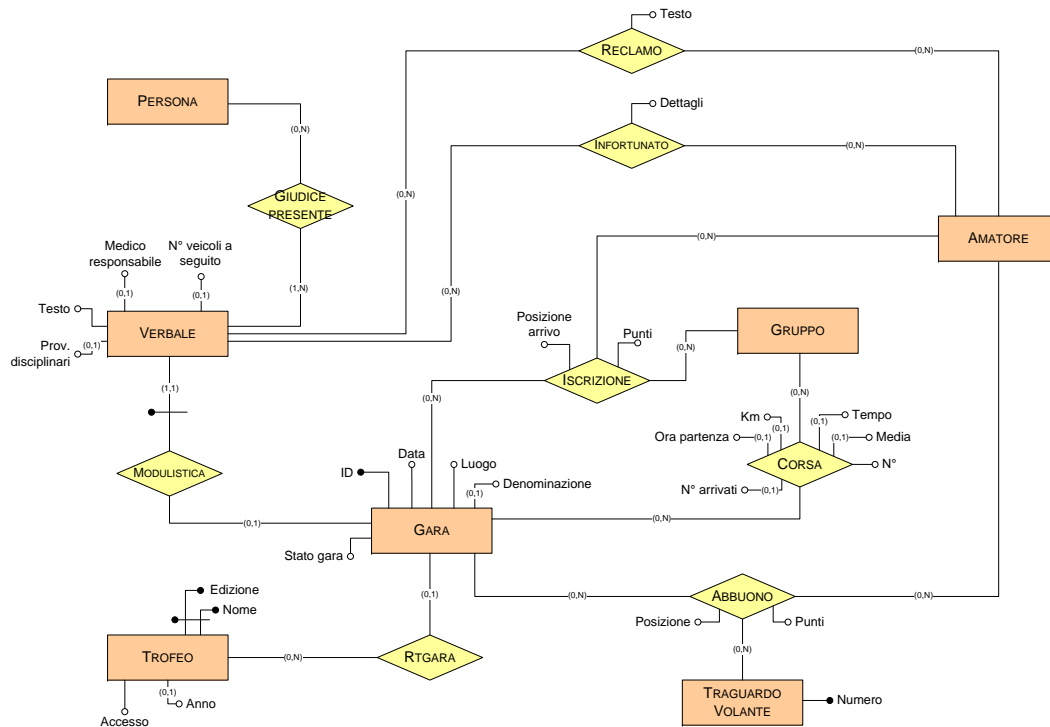 Testo
RECLAMO
(0,N)
PERSONA
Dettagli
(0,N)
INFORTUNATO
(0,N)
(0,N)
GIUDICE
PRESENTE
(0,N)
AMATORE
Medico
responsabile
N° veicoli a
seguito
(0,N)
(0,1)
(0,1)
(1,N)
(0,N)
Testo
VERBALE
Prov.
disciplinari
(0,1)
Posizione
arrivo
Punti
GRUPPO
(0,N)
ISCRIZIONE
(1,1)
(0,N)
(0,N)
Km
(0,1)
Tempo
(0,1)
Ora partenza
(0,1)
Media
(0,1)
CORSA
N°
N° arrivati
(0,1)
MODULISTICA
ID
Data
Luogo
Denominazione
(0,1)
(0,1)
GARA
(0,N)
Stato gara
Edizione
Nome
(0,1)
(0,N)
ABBUONO
(0,N)
Posizione
Punti
TROFEO
(0,N)
RTGARA
(0,N)
(0,1)
Anno
Accesso
TRAGUARDO
VOLANTE
Numero